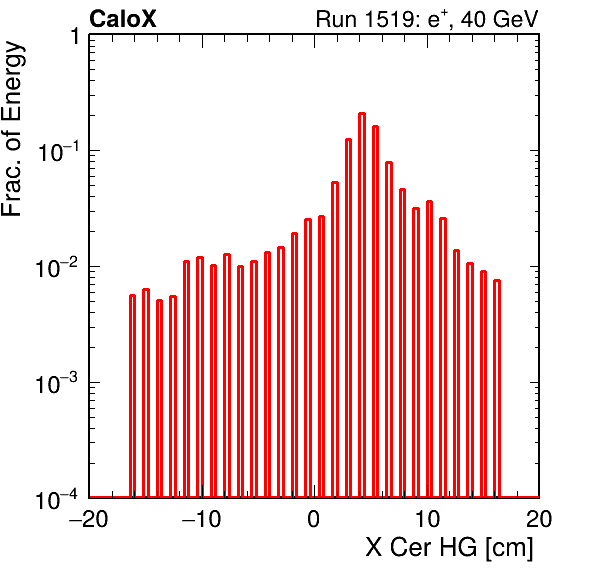 CaloX Run 1519: e⁺, 40 GeV
Frac. of Energy
1
10⁻¹
10⁻²
10⁻³
10⁻⁴
−20 −10 0 10 20
X Cer HG [cm]